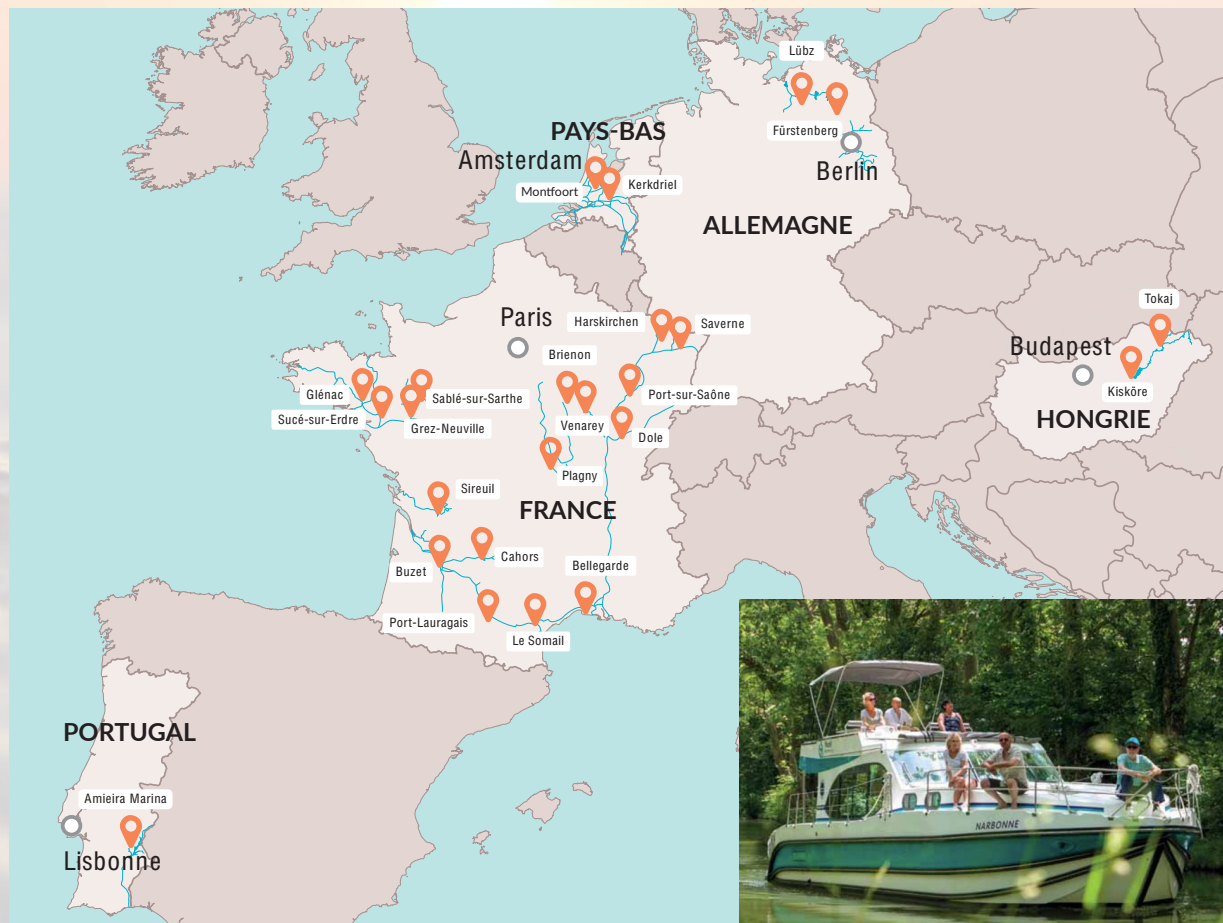 Lübz
Fürstenberg
Berlin
PAYS-BAS
Amsterdam
Montfoort
Kerkdriel
ALLEMAGNE
Paris
Harskirchen
Saverne
Brienon
Tokaj
Budapest
Kisköre
HONGRIE
Glénac
Sablé-sur-Sarthe
Port-sur-Saône
Sucé-sur-Erdre
Grez-Neuville
Venarey
Dole
Plagny
Sireuil
FRANCE
Cahors
Buzet
Bellegarde
Port-Lauragais
Le Somail
PORTUGAL
Amieira Marina
Lisbonne
NARBONNE